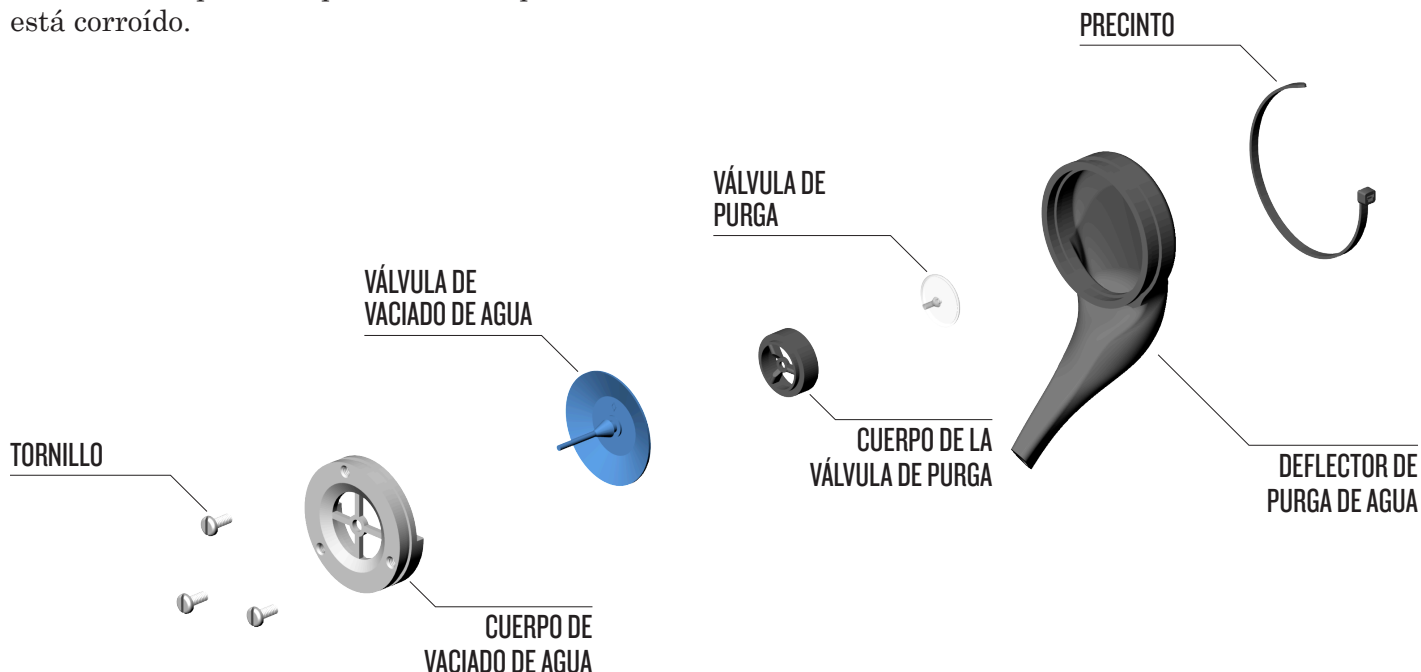 está corroído.
PRECINTO
VÁLVULA DE
PURGA
VÁLVULA DE
VACIADO DE AGUA
TORNILLO
CUERPO DE LA
VÁLVULA DE PURGA
DEFLECTOR DE
PURGA DE AGUA
CUERPO DE
VACIADO DE AGUA